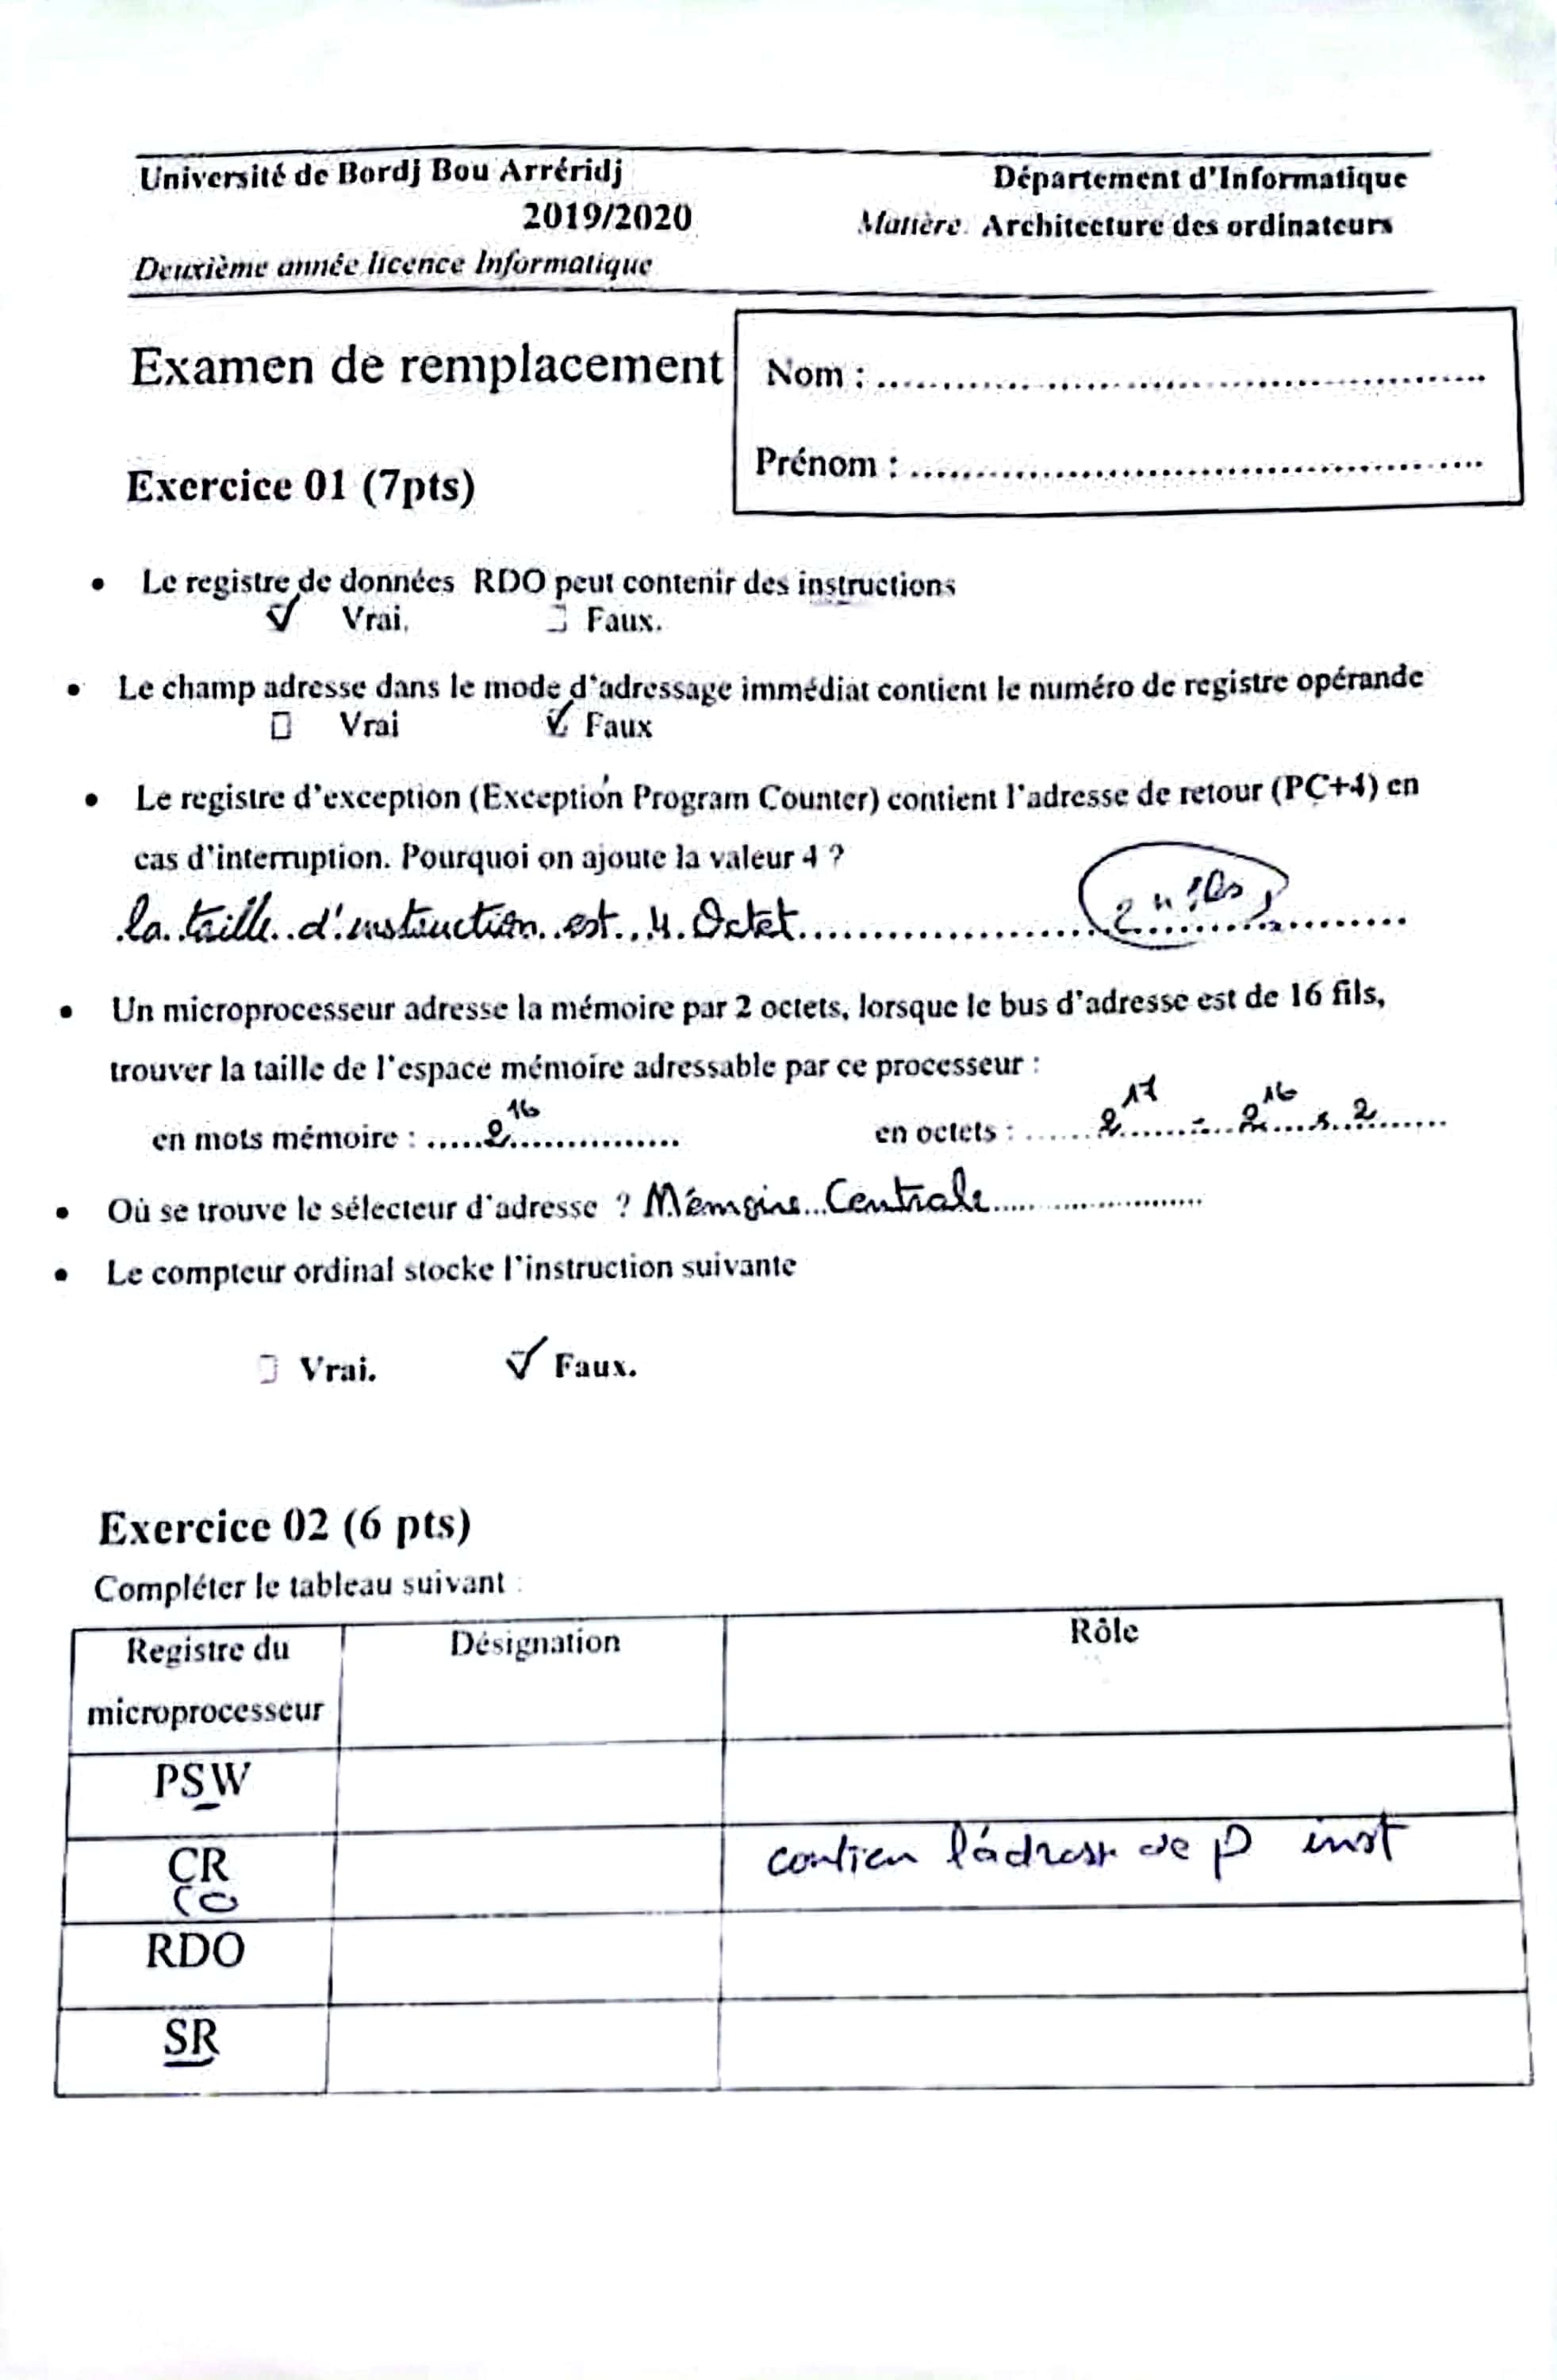 Université de Bordj Bou Arréridj Département d'Informatique
2019/2020 Matière: Architecture des ordinateurs
Deuxième année licence Informatique
Examen de remplacement
Nom : ................................................
Prénom : ................................................
Exercice 01 (7pts)
• Le registre de données RDO peut contenir des instructions
☑ Vrai. ☐ Faux.
• Le champ adresse dans le mode d'adressage immédiat contient le numéro de registre opérande
☐ Vrai ☑ Faux
• Le registre d'exception (Exception Program Counter) contient l'adresse de retour (PC+4) en
cas d'interruption. Pourquoi on ajoute la valeur 4 ?
la taille d'instruction est 4 Octet
• Un microprocesseur adresse la mémoire par 2 octets, lorsque le bus d'adresse est de 16 fils,
trouver la taille de l'espace mémoire adressable par ce processeur :
en mots mémoire : 2^16 en octets : 2^17 = 2^16 x 2
• Où se trouve le sélecteur d'adresse ? Mémoire Centrale
• Le compteur ordinal stocke l'instruction suivante
☐ Vrai. ☑ Faux.
Exercice 02 (6 pts)
Compléter le tableau suivant :
Registre du microprocesseur Désignation Rôle
PSW
CR contien l'adress de p inst
CO
RDO
SR